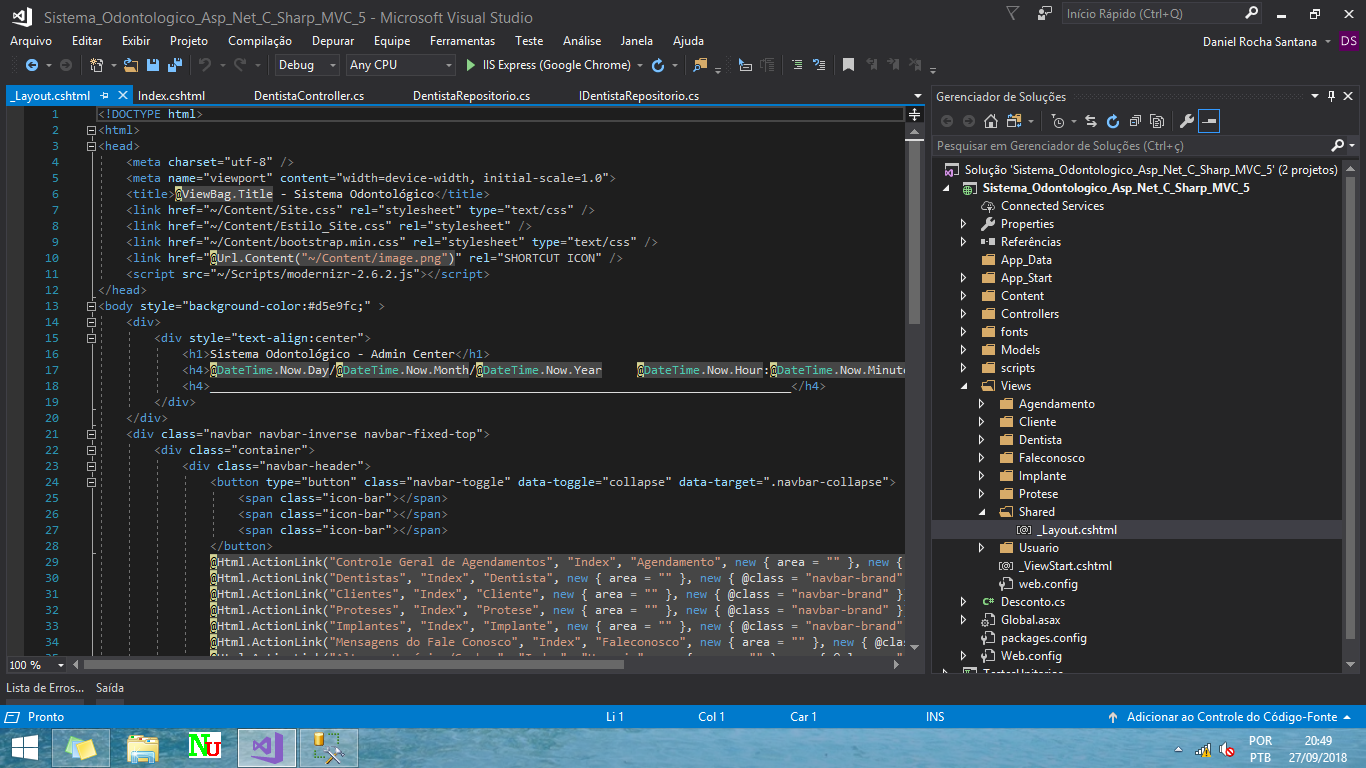 Sistema_Odontologico_Asp_Net_C_Sharp_MVC_5 - Microsoft Visual Studio
Início Rápido (Ctrl+Q)
Arquivo Editar Exibir Projeto Compilação Depurar Equipe Ferramentas Teste Análise Janela Ajuda
Daniel Rocha Santana DS
Debug Any CPU IIS Express (Google Chrome)
_Layout.cshtml Index.cshtml DentistaController.cs DentistaRepositorio.cs IDentistaRepositorio.cs
1 <!DOCTYPE html>
2 <html>
3 <head>
4 <meta charset="utf-8" />
5 <meta name="viewport" content="width=device-width, initial-scale=1.0">
6 <title>@ViewBag.Title - Sistema Odontológico</title>
7 <link href="~/Content/Site.css" rel="stylesheet" type="text/css" />
8 <link href="~/Content/Estilo_Site.css" rel="stylesheet" />
9 <link href="~/Content/bootstrap.min.css" rel="stylesheet" type="text/css" />
10 <link href="@Url.Content("~/Content/image.png")" rel="SHORTCUT ICON" />
11 <script src="~/Scripts/modernizr-2.6.2.js"></script>
12 </head>
13 <body style="background-color:#d5e9fc;" >
14 <div>
15 <div style="text-align:center">
16 <h1>Sistema Odontológico - Admin Center</h1>
17 <h4>@DateTime.Now.Day/@DateTime.Now.Month/@DateTime.Now.Year @DateTime.Now.Hour:@DateTime.Now.Minute
18 <h4>___________________________________________________________________________________</h4>
19 </div>
20 </div>
21 <div class="navbar navbar-inverse navbar-fixed-top">
22 <div class="container">
23 <div class="navbar-header">
24 <button type="button" class="navbar-toggle" data-toggle="collapse" data-target=".navbar-collapse">
25 <span class="icon-bar"></span>
26 <span class="icon-bar"></span>
27 <span class="icon-bar"></span>
28 </button>
29 @Html.ActionLink("Controle Geral de Agendamentos", "Index", "Agendamento", new { area = "" }, new {
30 @Html.ActionLink("Dentistas", "Index", "Dentista", new { area = "" }, new { @class = "navbar-brand"
31 @Html.ActionLink("Clientes", "Index", "Cliente", new { area = "" }, new { @class = "navbar-brand" }
32 @Html.ActionLink("Proteses", "Index", "Protese", new { area = "" }, new { @class = "navbar-brand" }
33 @Html.ActionLink("Implantes", "Index", "Implante", new { area = "" }, new { @class = "navbar-brand"
34 @Html.ActionLink("Mensagens do Fale Conosco", "Index", "Faleconosco", new { area = "" }, new { @clas
100 %
Lista de Erros... Saída
Gerenciador de Soluções
Pesquisar em Gerenciador de Soluções (Ctrl+ç)
Solução 'Sistema_Odontologico_Asp_Net_C_Sharp_MVC_5' (2 projetos)
Sistema_Odontologico_Asp_Net_C_Sharp_MVC_5
Connected Services
Properties
Referências
App_Data
App_Start
Content
Controllers
fonts
Models
scripts
Views
Agendamento
Cliente
Dentista
Faleconosco
Implante
Protese
Shared
_Layout.cshtml
Usuario
_ViewStart.cshtml
web.config
Desconto.cs
Global.asax
packages.config
Web.config
Pronto Li 1 Col 1 Car 1 INS Adicionar ao Controle do Código-Fonte
NU
POR 20:49
PTB 27/09/2018